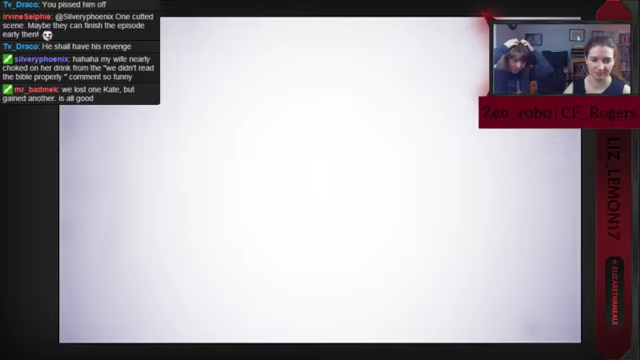 Tv_Draco: You pissed him off
IrvineSelphie: @Silveryphoenix One cutted
scene. Maybe they can finish the episode
early then!
Tv_Draco: He shall have his revenge
silveryphoenix: hahaha my wife nearly
choked on her drink from the "we didn't read
the bible properly " comment so funny
mr_badmek: we lost one Kate, but
gained another. is all good
Zen_robo|CF_Rogers
LIZ_LEMON17